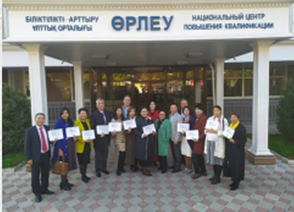 БІЛІКТІЛІКТІ АРТТЫРУ
ҰЛТТЫҚ ОРТАЛЫҒЫ
ӨРЛЕУ
НАЦИОНАЛЬНЫЙ ЦЕНТР
ПОВЫШЕНИЯ КВАЛИФИКАЦИИ